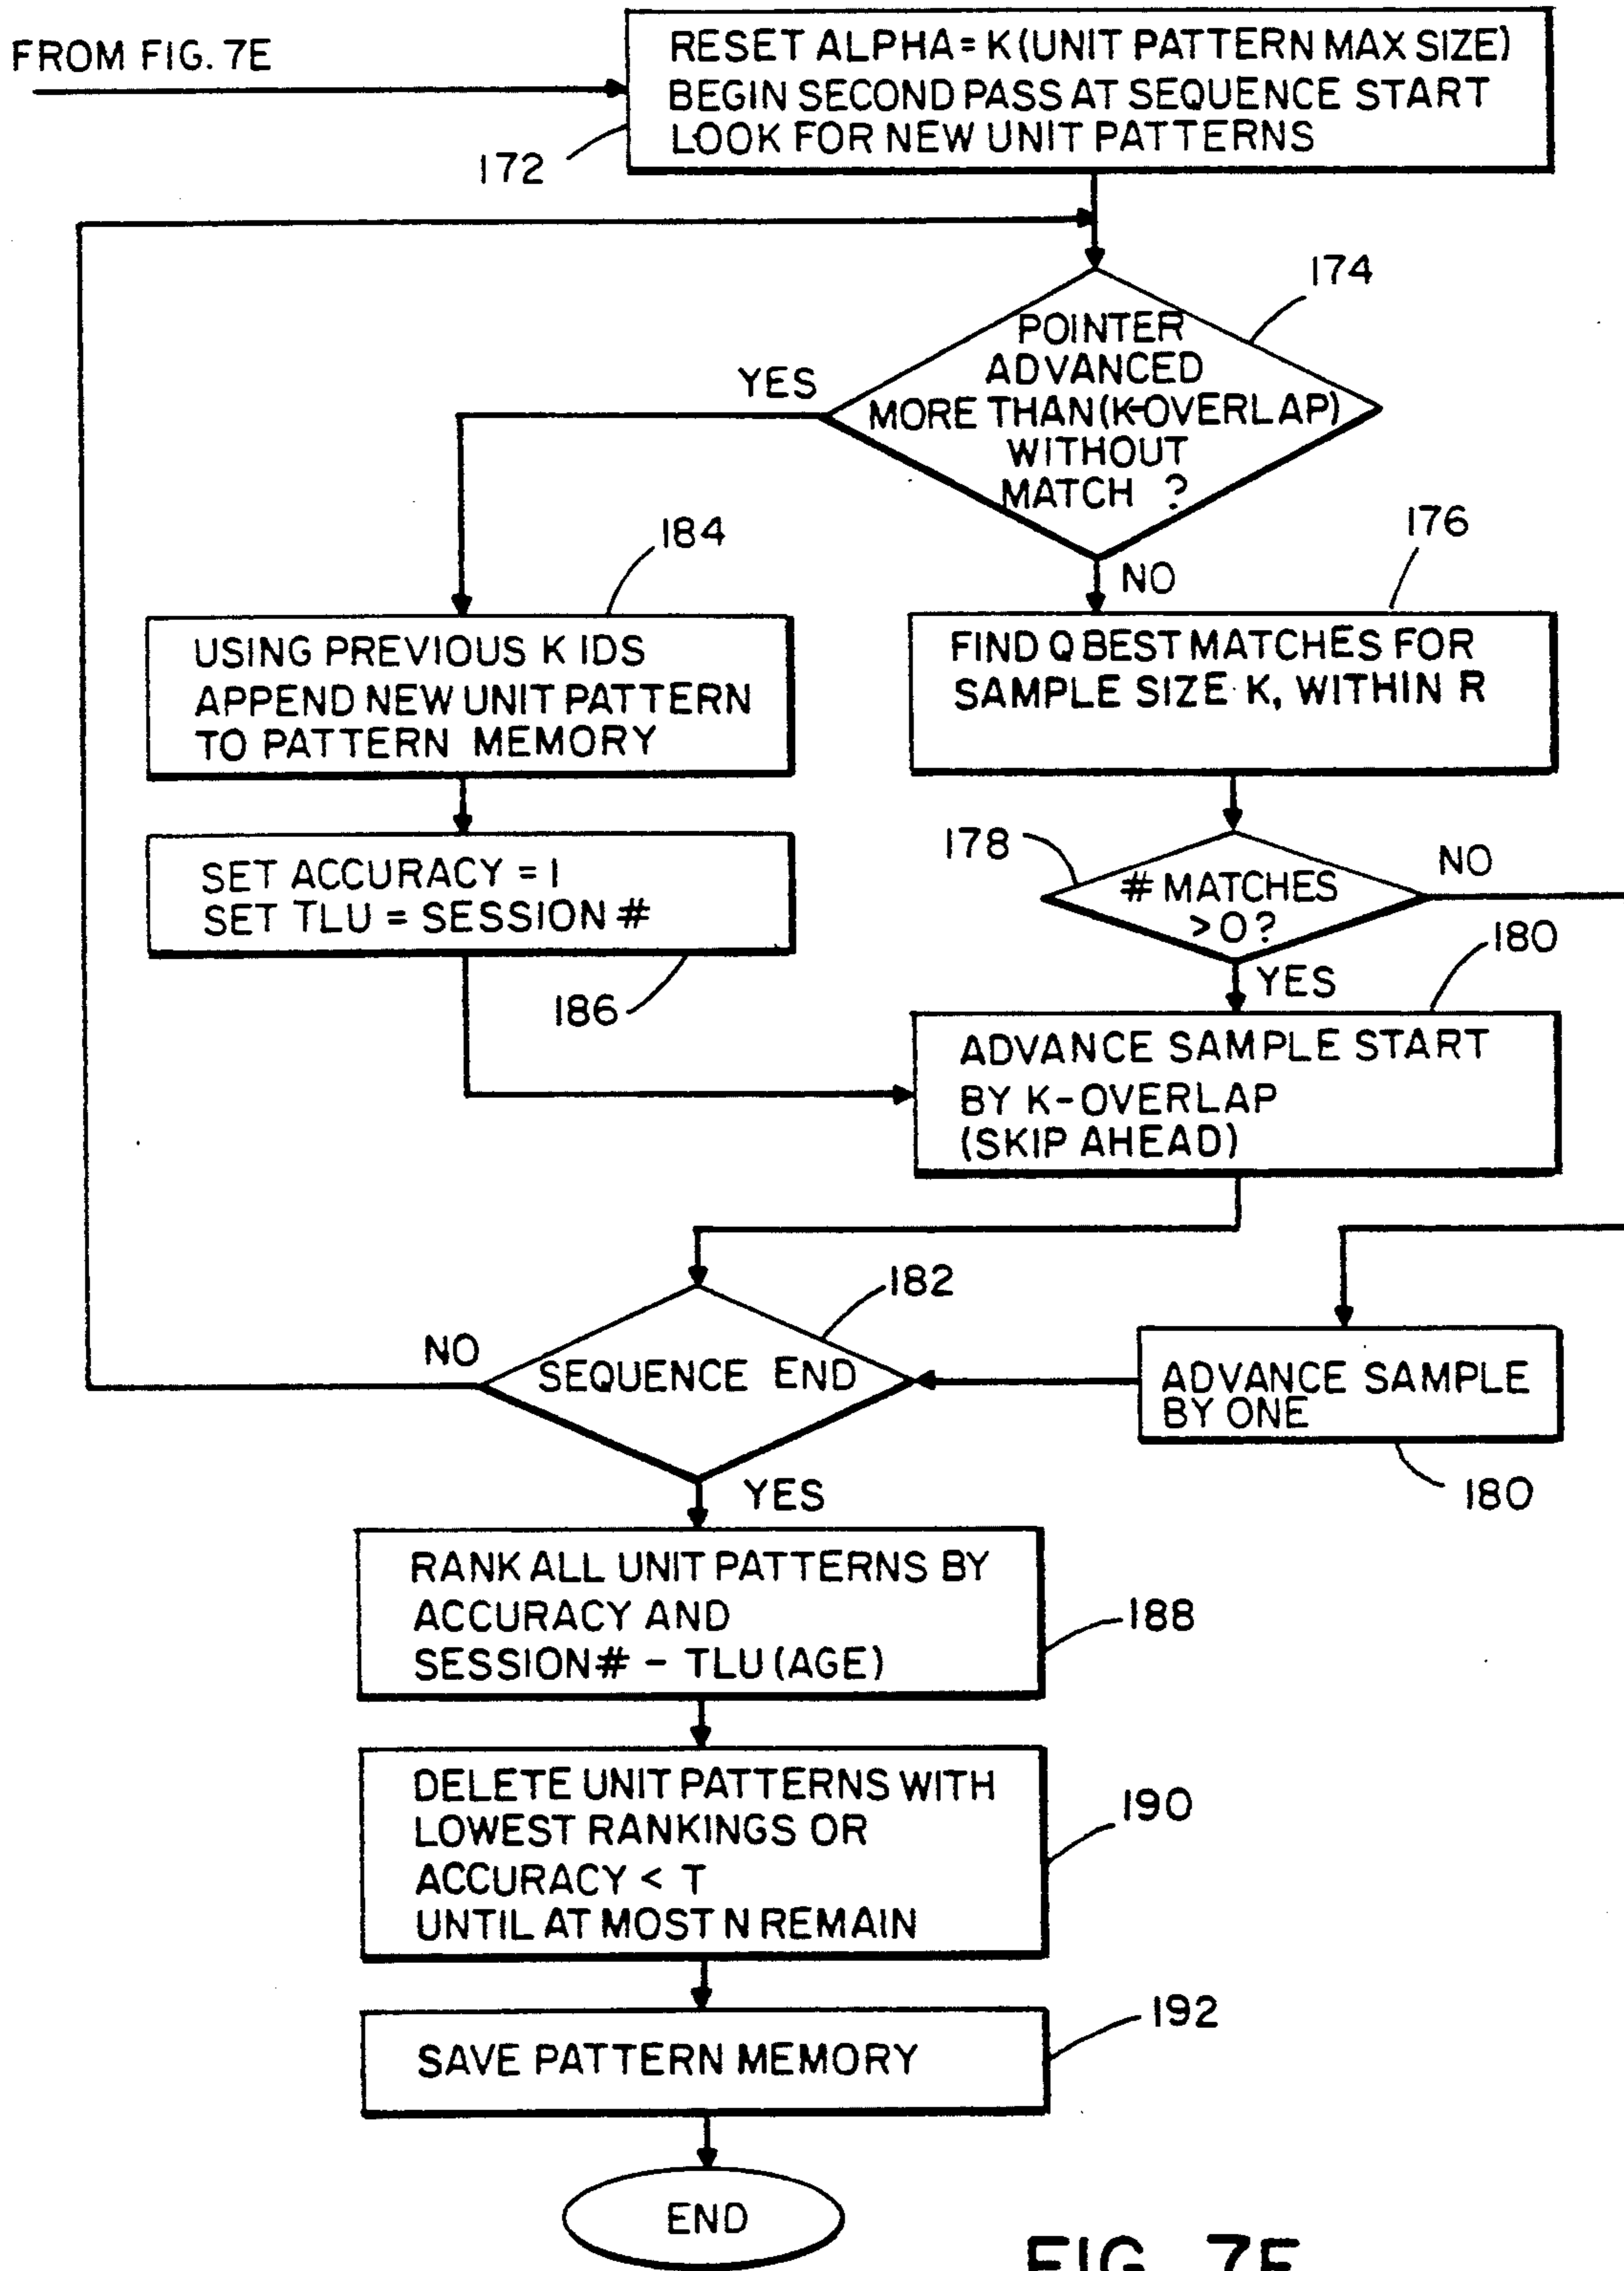 FROM FIG. 7E
RESET ALPHA = K (UNIT PATTERN MAX SIZE)
BEGIN SECOND PASS AT SEQUENCE START
LOOK FOR NEW UNIT PATTERNS
172
174
POINTER
ADVANCED
MORE THAN (K-OVERLAP)
WITHOUT
MATCH ?
YES
NO
184
176
USING PREVIOUS K IDS
APPEND NEW UNIT PATTERN
TO PATTERN MEMORY
FIND Q BEST MATCHES FOR
SAMPLE SIZE K, WITHIN R
SET ACCURACY = 1
SET TLU = SESSION #
186
178
# MATCHES
> 0 ?
NO
YES
180
ADVANCE SAMPLE START
BY K-OVERLAP
(SKIP AHEAD)
182
SEQUENCE END
NO
YES
ADVANCE SAMPLE
BY ONE
180
RANK ALL UNIT PATTERNS BY
ACCURACY AND
SESSION # - TLU (AGE)
188
DELETE UNIT PATTERNS WITH
LOWEST RANKINGS OR
ACCURACY < T
UNTIL AT MOST N REMAIN
190
SAVE PATTERN MEMORY
192
END